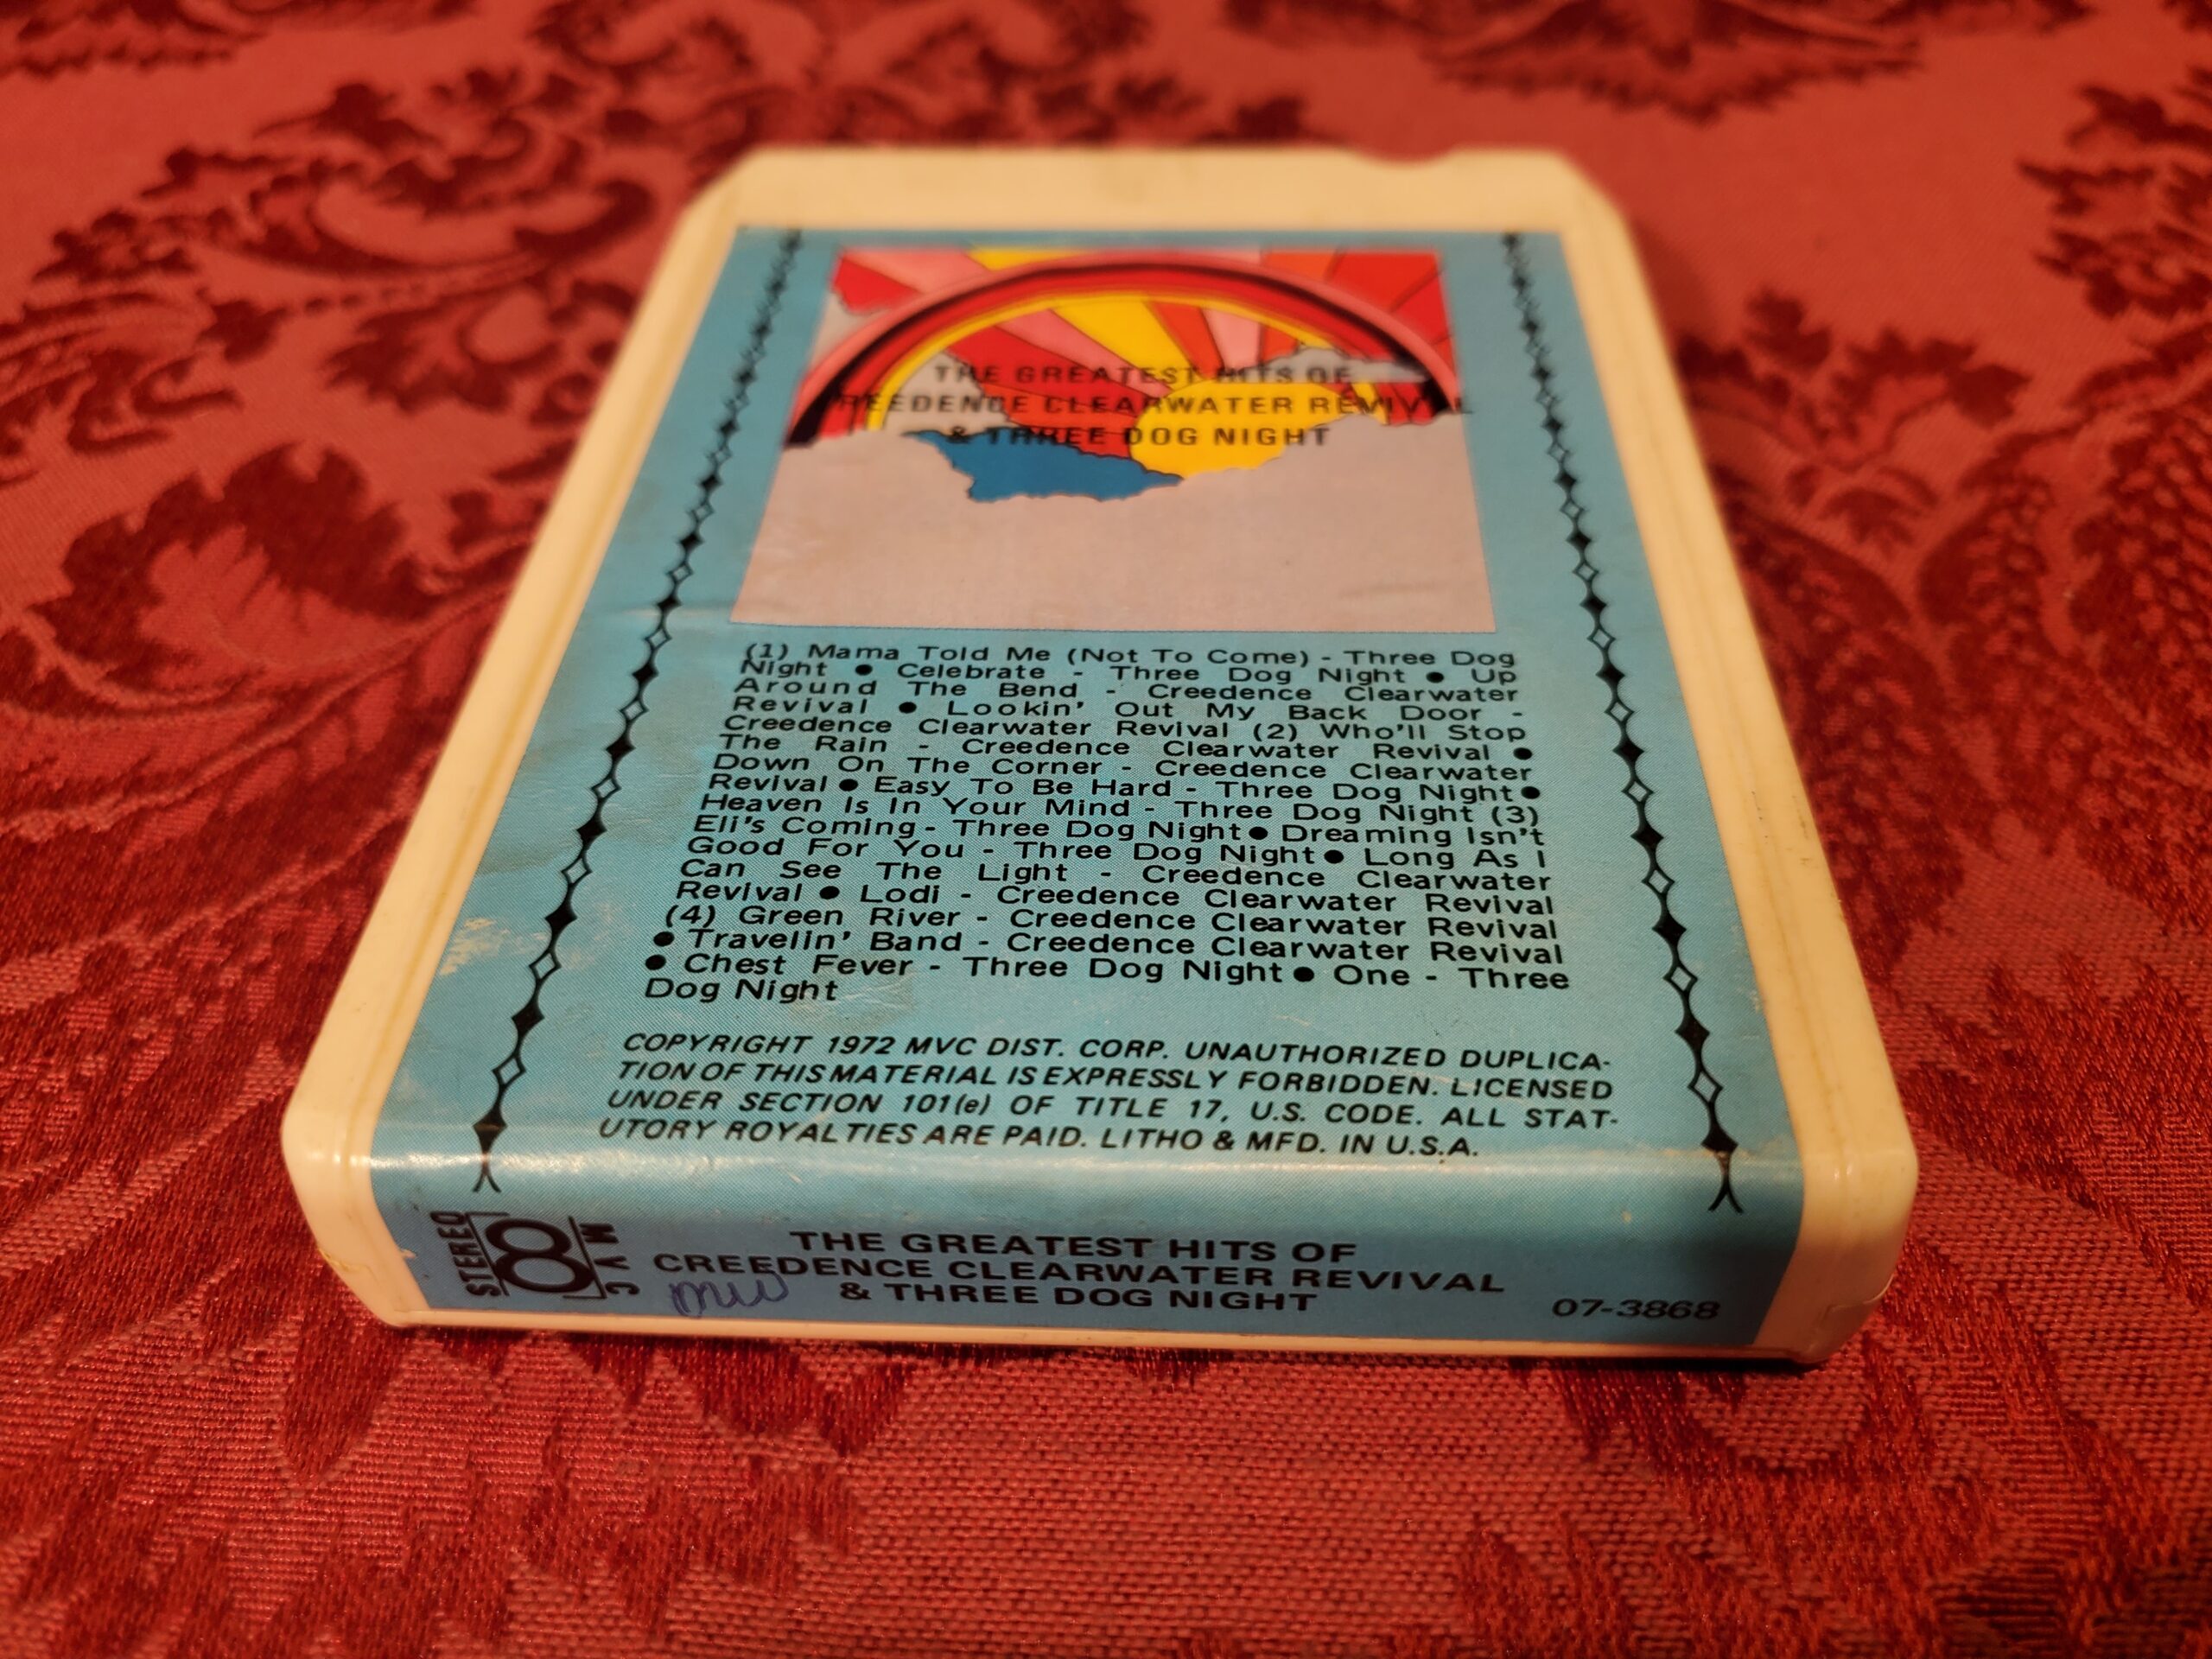 THE GREATEST HITS OF
CREEDENCE CLEARWATER REVIVAL
& THREE DOG NIGHT
(1) Mama Told Me (Not To Come) - Three Dog
Night ● Celebrate - Three Dog Night ● Up
Around The Bend - Creedence Clearwater
Revival ● Lookin' Out My Back Door -
Creedence Clearwater Revival (2) Who'll Stop
The Rain - Creedence Clearwater Revival ●
Down On The Corner - Creedence Clearwater
Revival ● Easy To Be Hard - Three Dog Night ●
Heaven Is In Your Mind - Three Dog Night (3)
Eli's Coming - Three Dog Night ● Dreaming Isn't
Good For You - Three Dog Night ● Long As I
Can See The Light - Creedence Clearwater
Revival ● Lodi - Creedence Clearwater Revival
(4) Green River - Creedence Clearwater Revival
● Travelin' Band - Creedence Clearwater Revival
● Chest Fever - Three Dog Night ● One - Three
Dog Night
COPYRIGHT 1972 MVC DIST. CORP. UNAUTHORIZED DUPLICA-
TION OF THIS MATERIAL IS EXPRESSLY FORBIDDEN. LICENSED
UNDER SECTION 101(e) OF TITLE 17, U.S. CODE. ALL STAT-
UTORY ROYALTIES ARE PAID. LITHO & MFD. IN U.S.A.
STEREO
8
MVC
THE GREATEST HITS OF
CREEDENCE CLEARWATER REVIVAL
& THREE DOG NIGHT
07-3868